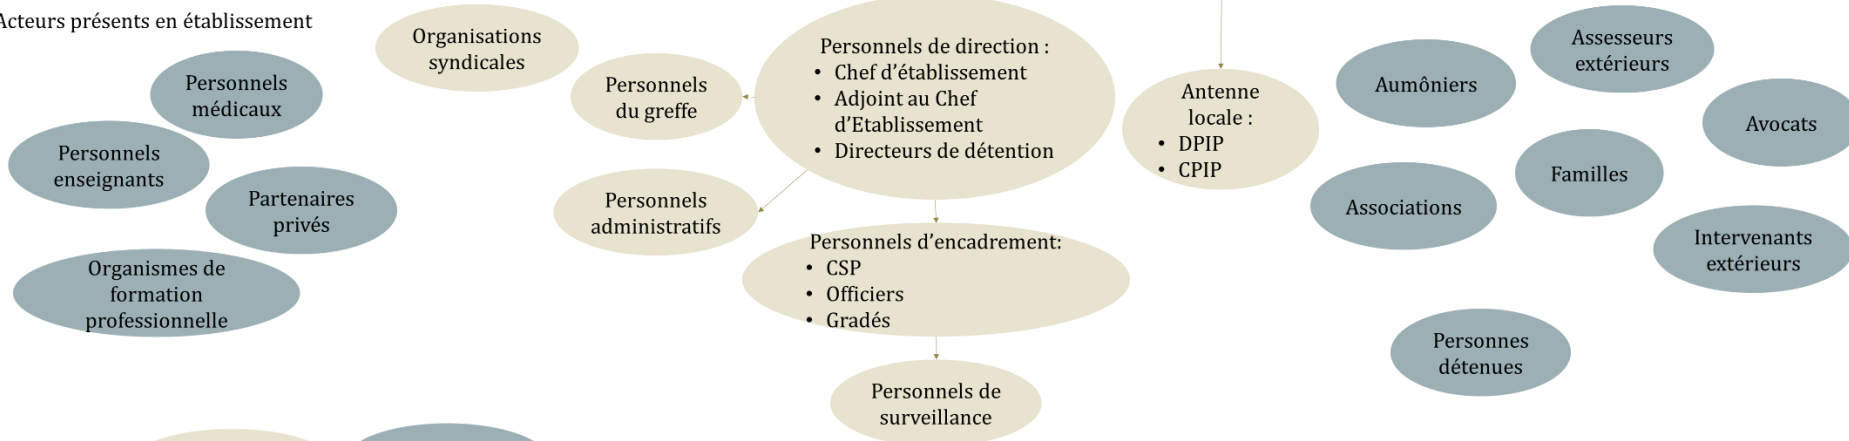 Acteurs présents en établissement
Personnels
médicaux
Personnels
enseignants
Partenaires
privés
Organismes de
formation
professionnelle
Organisations
syndicales
Personnels
du greffe
Personnels
administratifs
Personnels de direction :
• Chef d’établissement
• Adjoint au Chef
d’Etablissement
• Directeurs de détention
Personnels d’encadrement:
• CSP
• Officiers
• Gradés
Personnels de
surveillance
Antenne
locale :
• DPIP
• CPIP
Aumôniers
Assesseurs
extérieurs
Avocats
Familles
Associations
Intervenants
extérieurs
Personnes
détenues